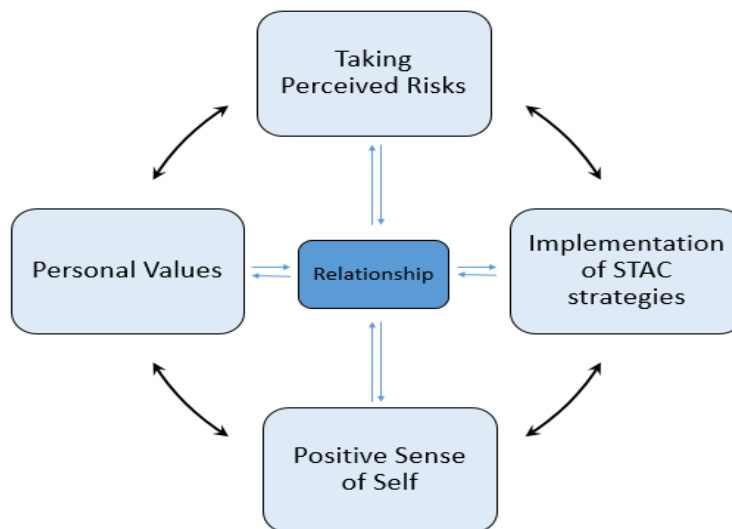 Taking
Perceived Risks
Personal Values
Relationship
Implementation
of STAC
strategies
Positive Sense
of Self